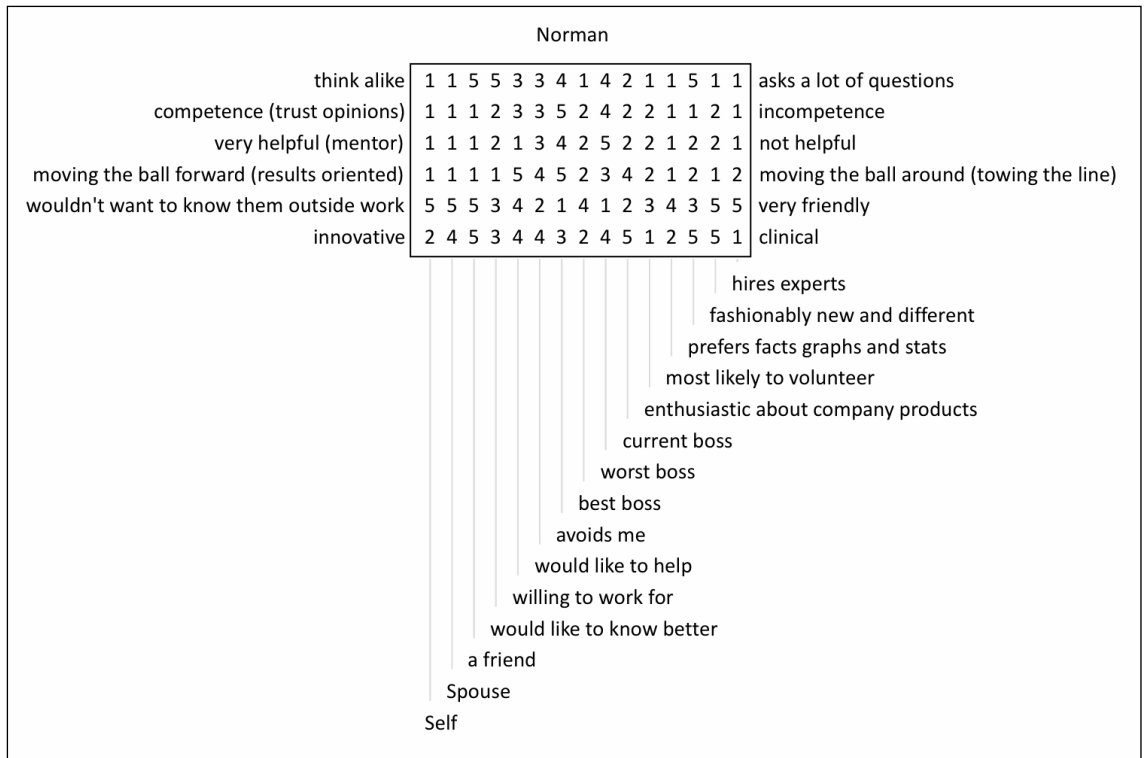 Norman
think alike 1 1 5 5 3 3 4 1 4 2 1 1 5 1 1 asks a lot of questions
competence (trust opinions) 1 1 1 2 3 3 5 2 4 2 2 1 1 2 1 incompetence
very helpful (mentor) 1 1 1 2 1 3 4 2 5 2 2 1 2 2 1 not helpful
moving the ball forward (results oriented) 1 1 1 1 5 4 5 2 3 4 2 1 2 1 2 moving the ball around (towing the line)
wouldn't want to know them outside work 5 5 5 3 4 2 1 4 1 2 3 4 3 5 5 very friendly
innovative 2 4 5 3 4 4 3 2 4 5 1 2 5 5 1 clinical
hires experts
fashionably new and different
prefers facts graphs and stats
most likely to volunteer
enthusiastic about company products
current boss
worst boss
best boss
avoids me
would like to help
willing to work for
would like to know better
a friend
Spouse
Self